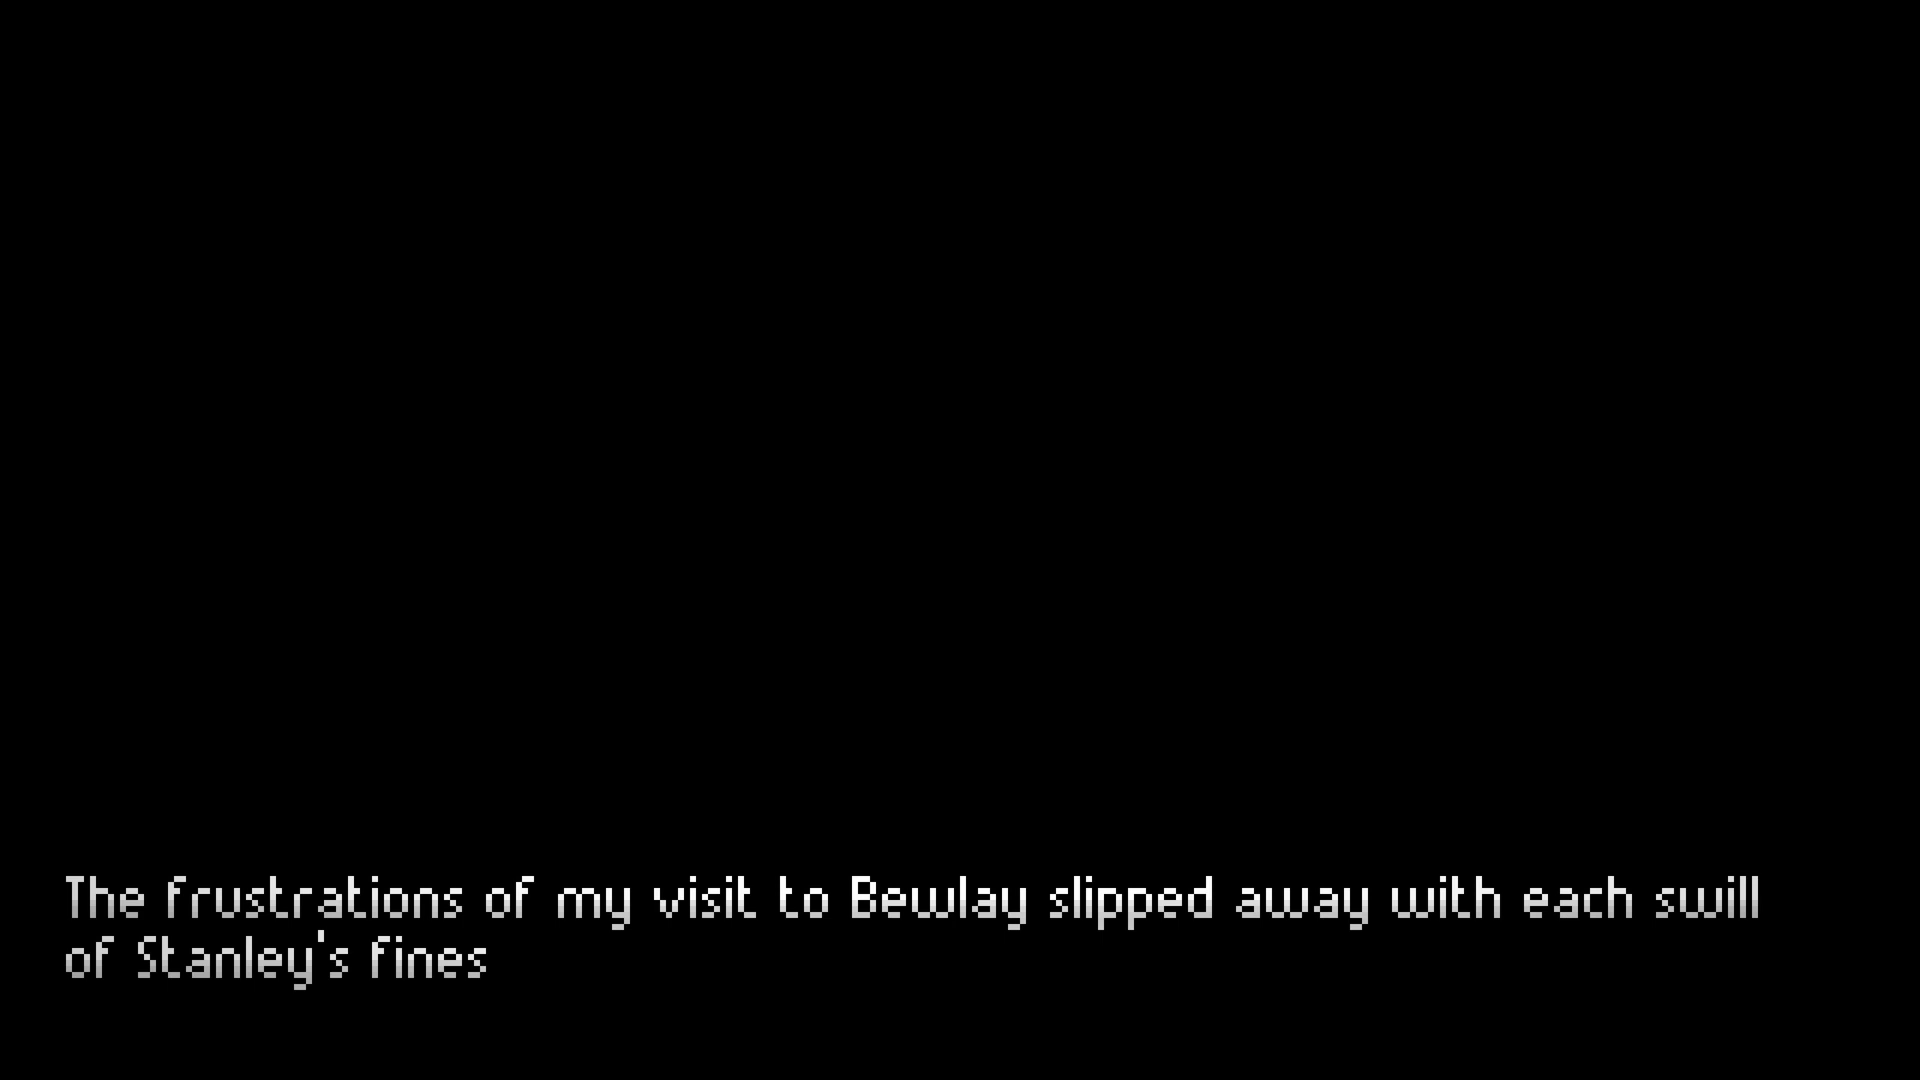 The frustrations of my visit to Bewlay slipped away with each swill
of Stanley's fines